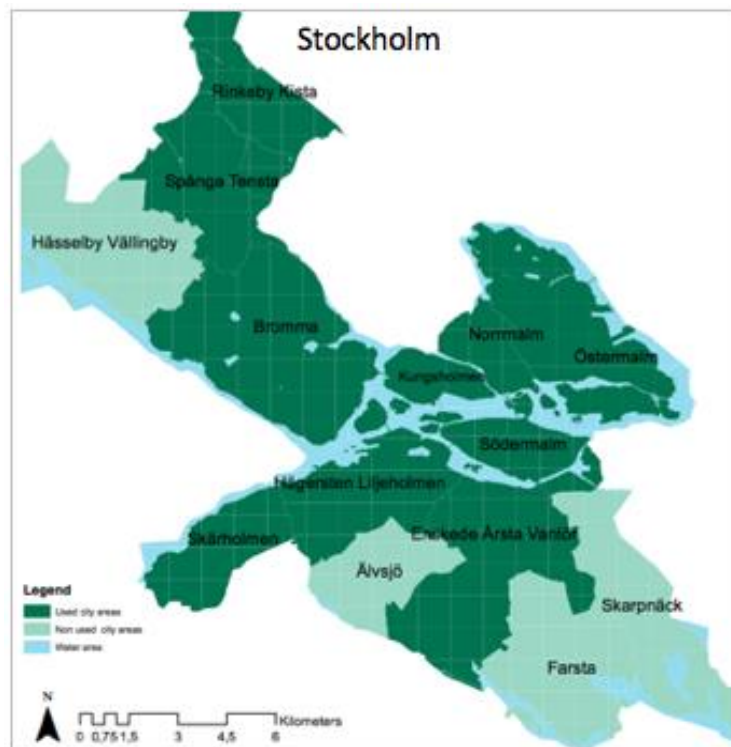 Stockholm
Rinkeby Kista
Spånga Tensta
Hässelby Vällingby
Bromma
Norrmalm
Östermalm
Kungsholmen
Södermalm
Hägersten Liljeholmen
Skärholmen
Enskede Årsta Vantör
Älvsjö
Skarpnäck
Farsta
Legend
Used city areas
Non used city areas
Water area
N
Kilometers
0 0,75 1,5 3 4,5 6